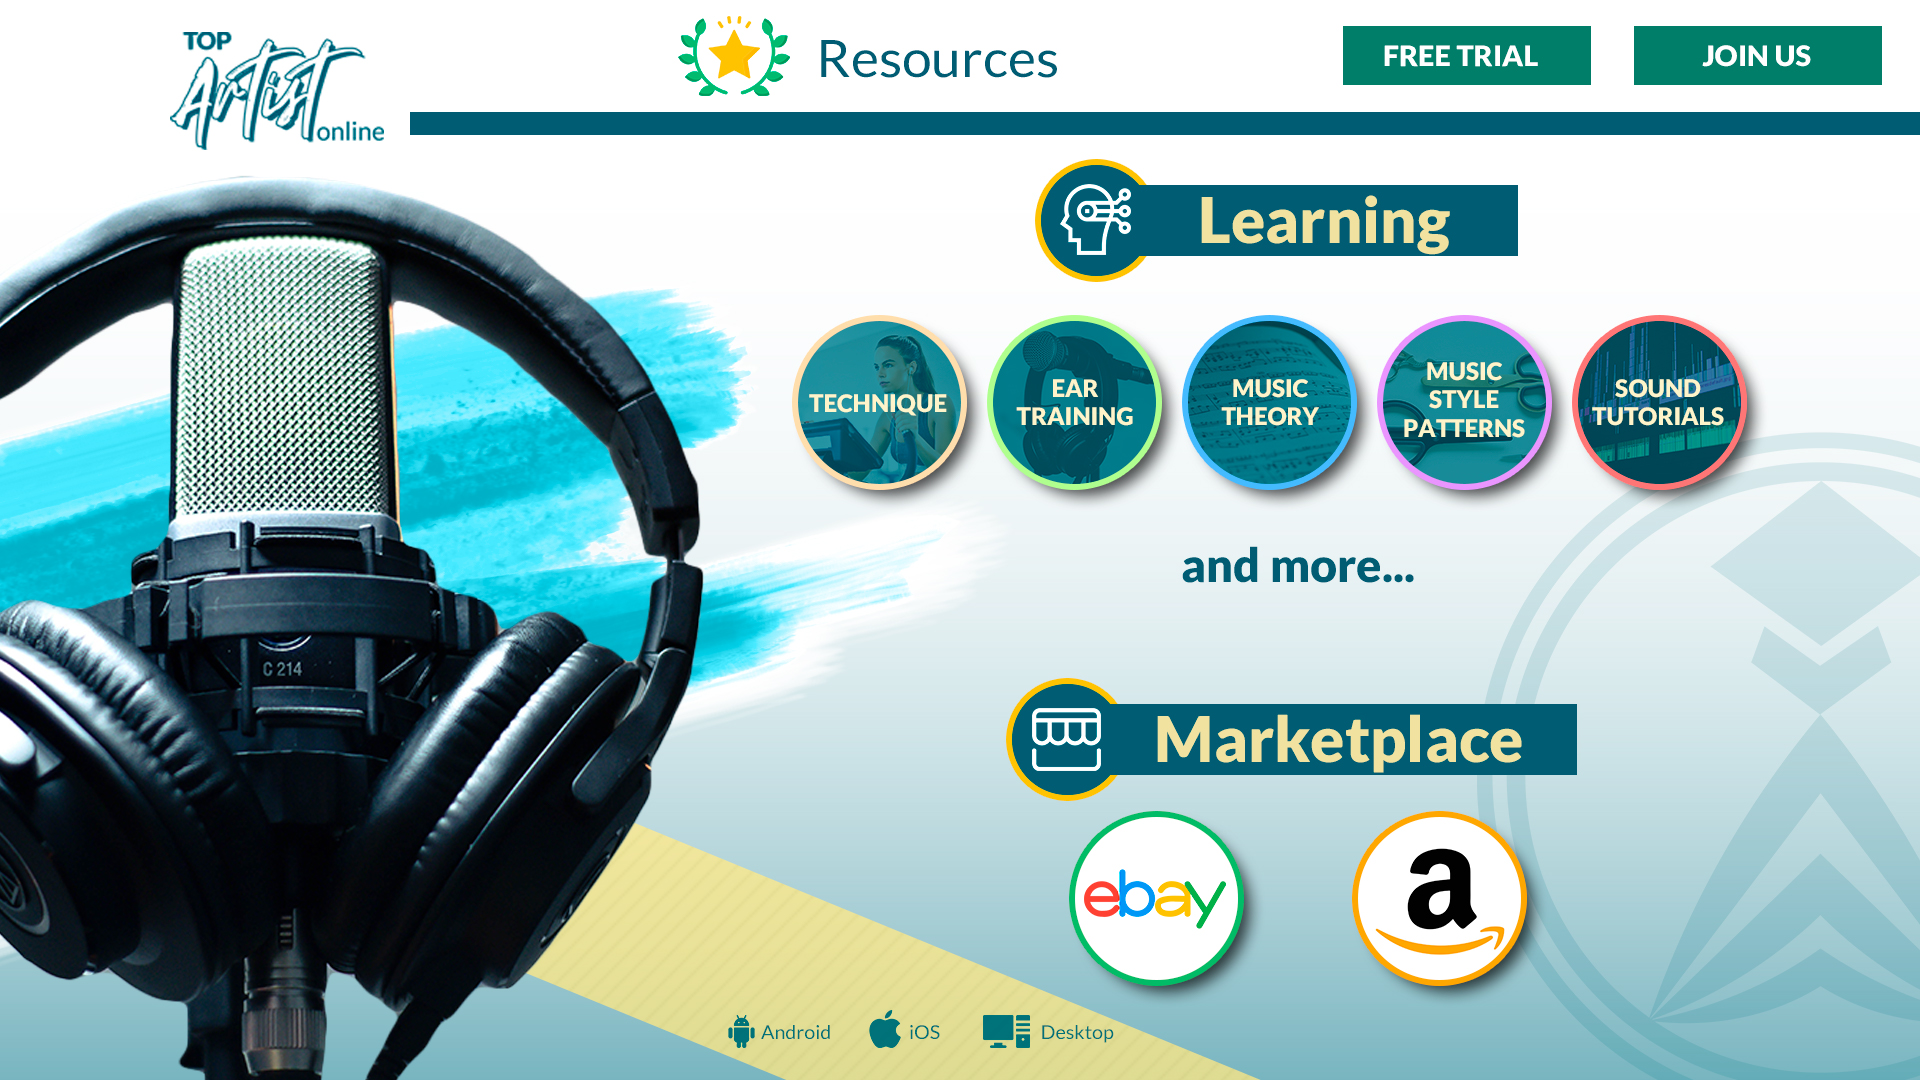 TOP
Artist
online
Resources
FREE TRIAL
JOIN US
Learning
TECHNIQUE
EAR
TRAINING
MUSIC
THEORY
MUSIC
STYLE
PATTERNS
SOUND
TUTORIALS
and more...
C 214
Marketplace
ebay
a
Android
iOS
Desktop